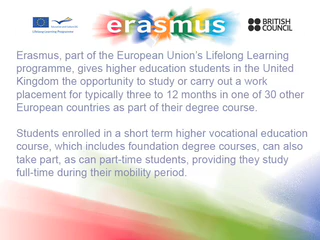 Lifelong Learning Programme
erasmus
BRITISH
COUNCIL
Erasmus, part of the European Union's Lifelong Learning
programme, gives higher education students in the United
Kingdom the opportunity to study or carry out a work
placement for typically three to 12 months in one of 30 other
European countries as part of their degree course.
Students enrolled in a short term higher vocational education
course, which includes foundation degree courses, can also
take part, as can part-time students, providing they study
full-time during their mobility period.